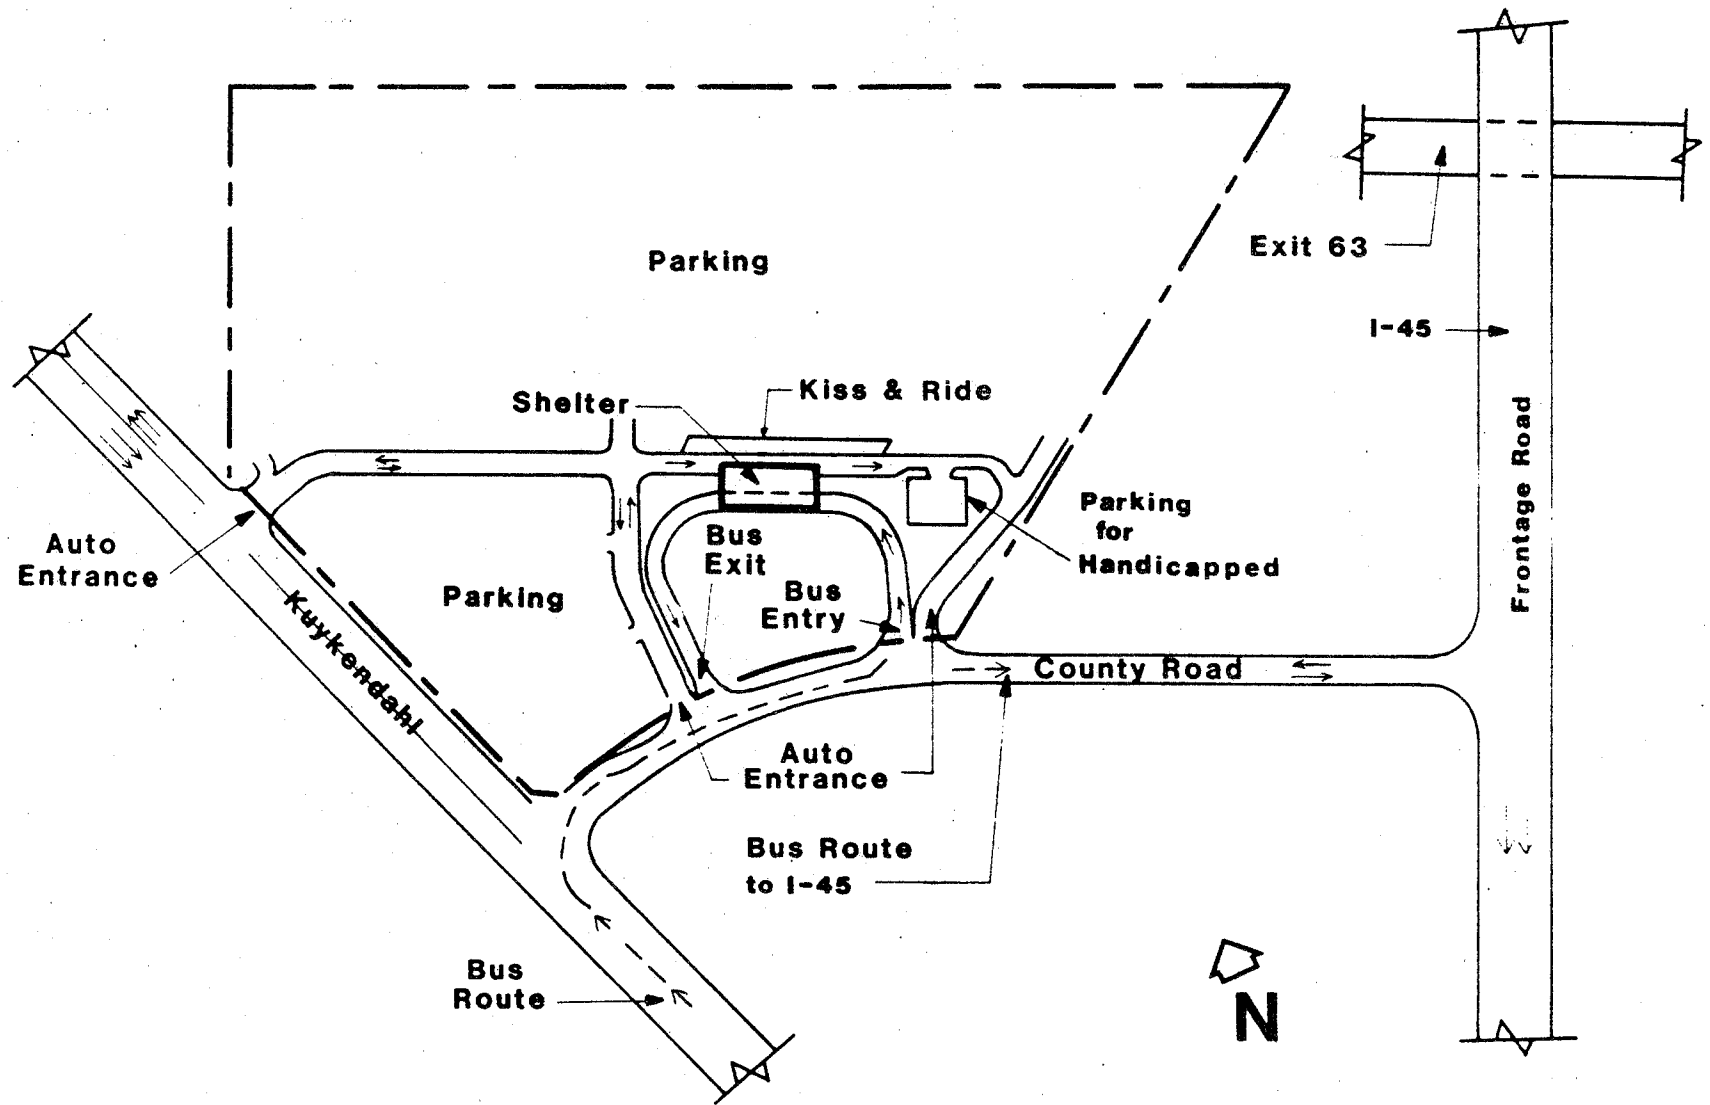 Parking
Exit 63
I-45
Kiss & Ride
Shelter
Frontage Road
Parking
for
Handicapped
Bus
Exit
Auto
Entrance
Parking
Bus
Entry
Kuykendahl
County Road
Auto
Entrance
Bus Route
to I-45
Bus
Route
N